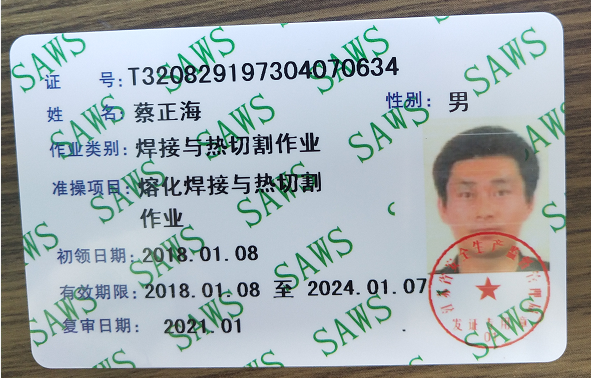 证 号:T320829197304070634
姓 名:蔡正海 性别:男
作业类别:焊接与热切割作业
准操项目:熔化焊接与热切割
作业
初领日期:2018.01.08
有效期限:2018.01.08 至 2024.01.07
复审日期: 2021.01
SAWS